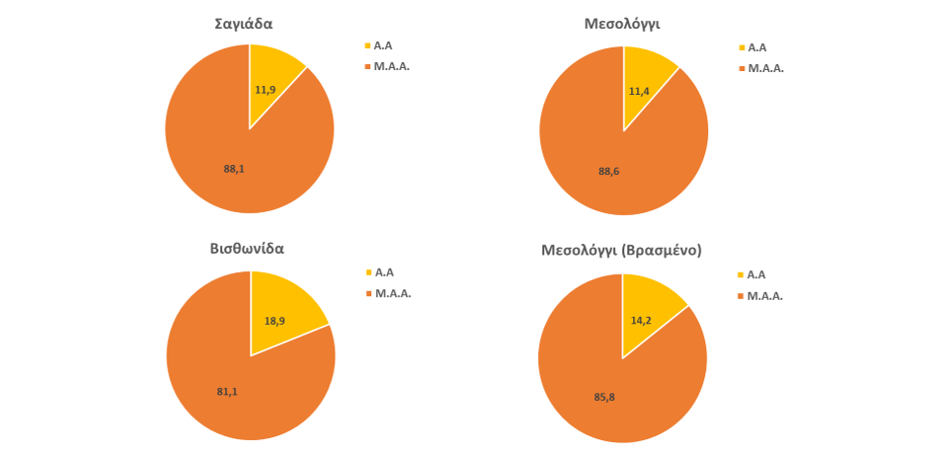 Σαγιάδα
Α.Α
Μ.Α.Α.
11,9
88,1
Μεσολόγγι
Α.Α
Μ.Α.Α.
11,4
88,6
Βισθωνίδα
Α.Α
Μ.Α.Α.
18,9
81,1
Μεσολόγγι (Βρασμένο)
Α.Α
Μ.Α.Α.
14,2
85,8